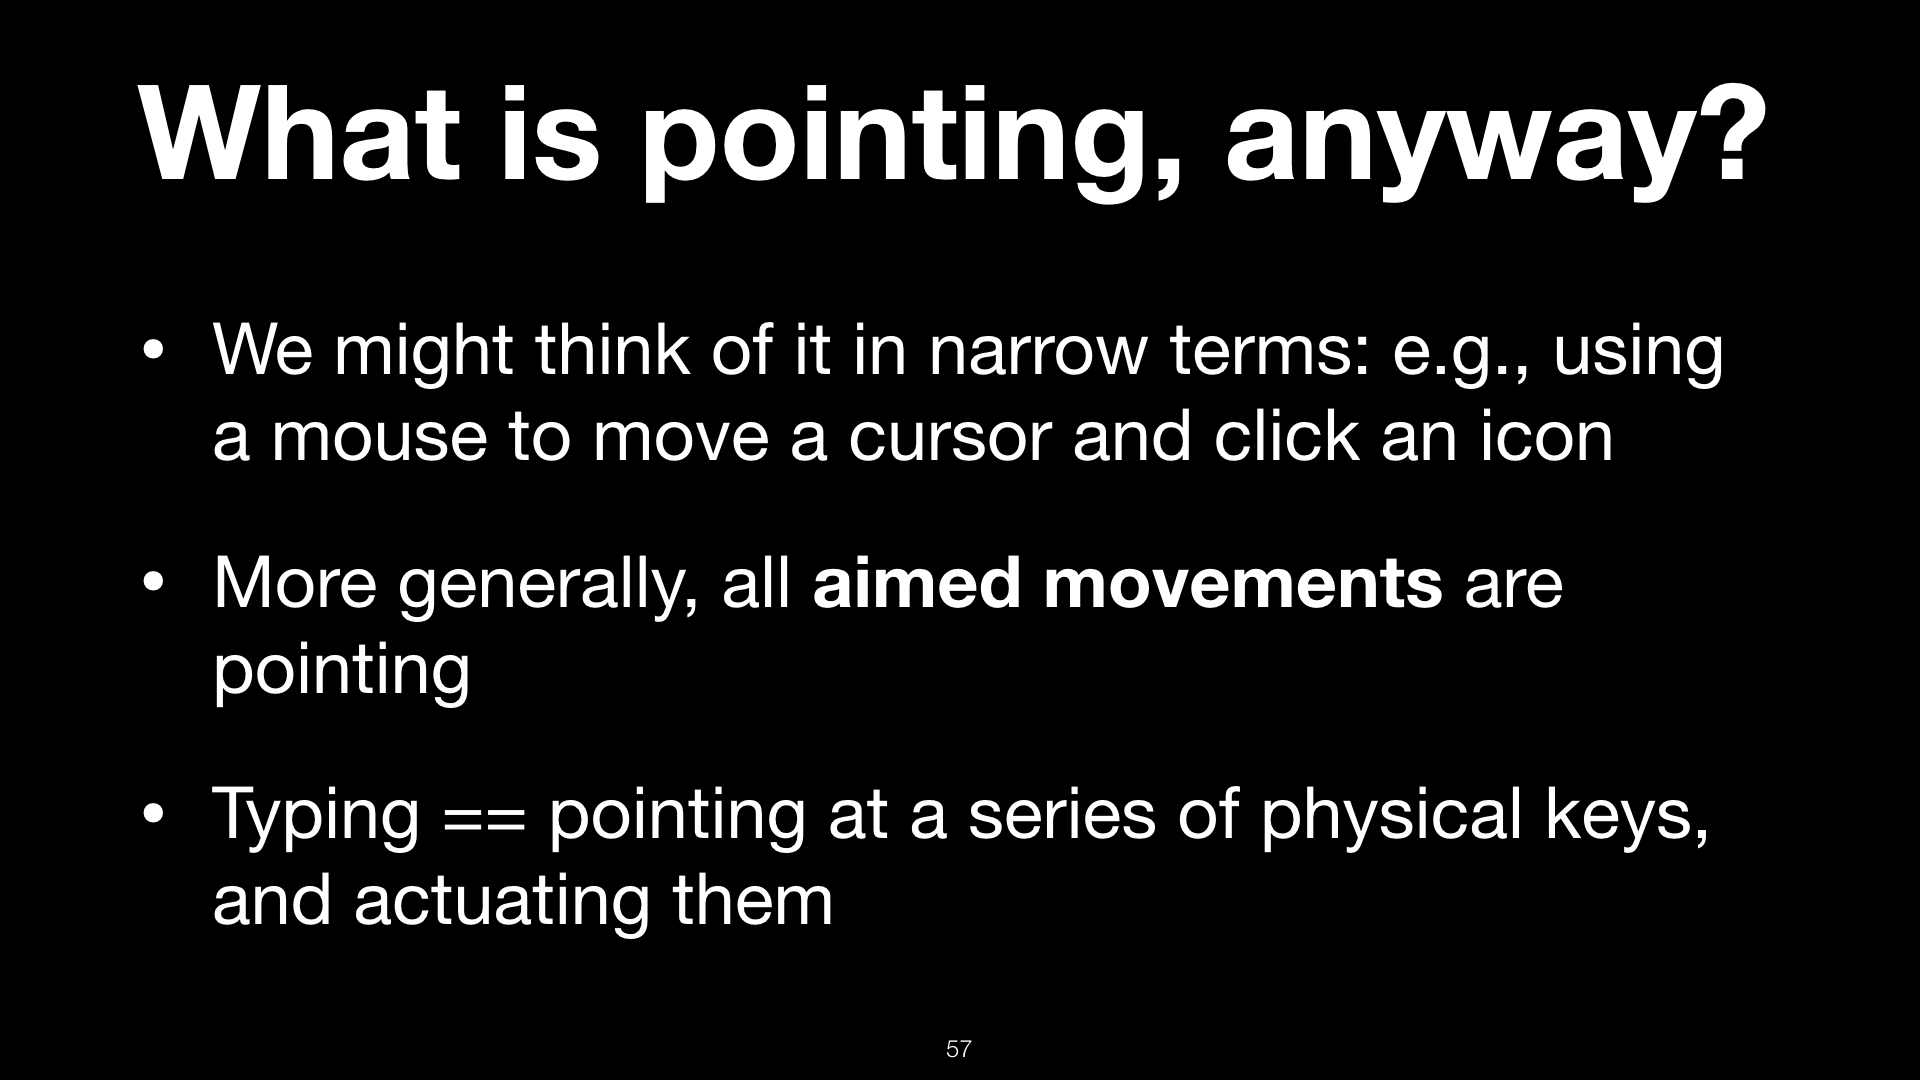 What is pointing, anyway?
• We might think of it in narrow terms: e.g., using
a mouse to move a cursor and click an icon
• More generally, all aimed movements are
pointing
• Typing == pointing at a series of physical keys,
and actuating them
57